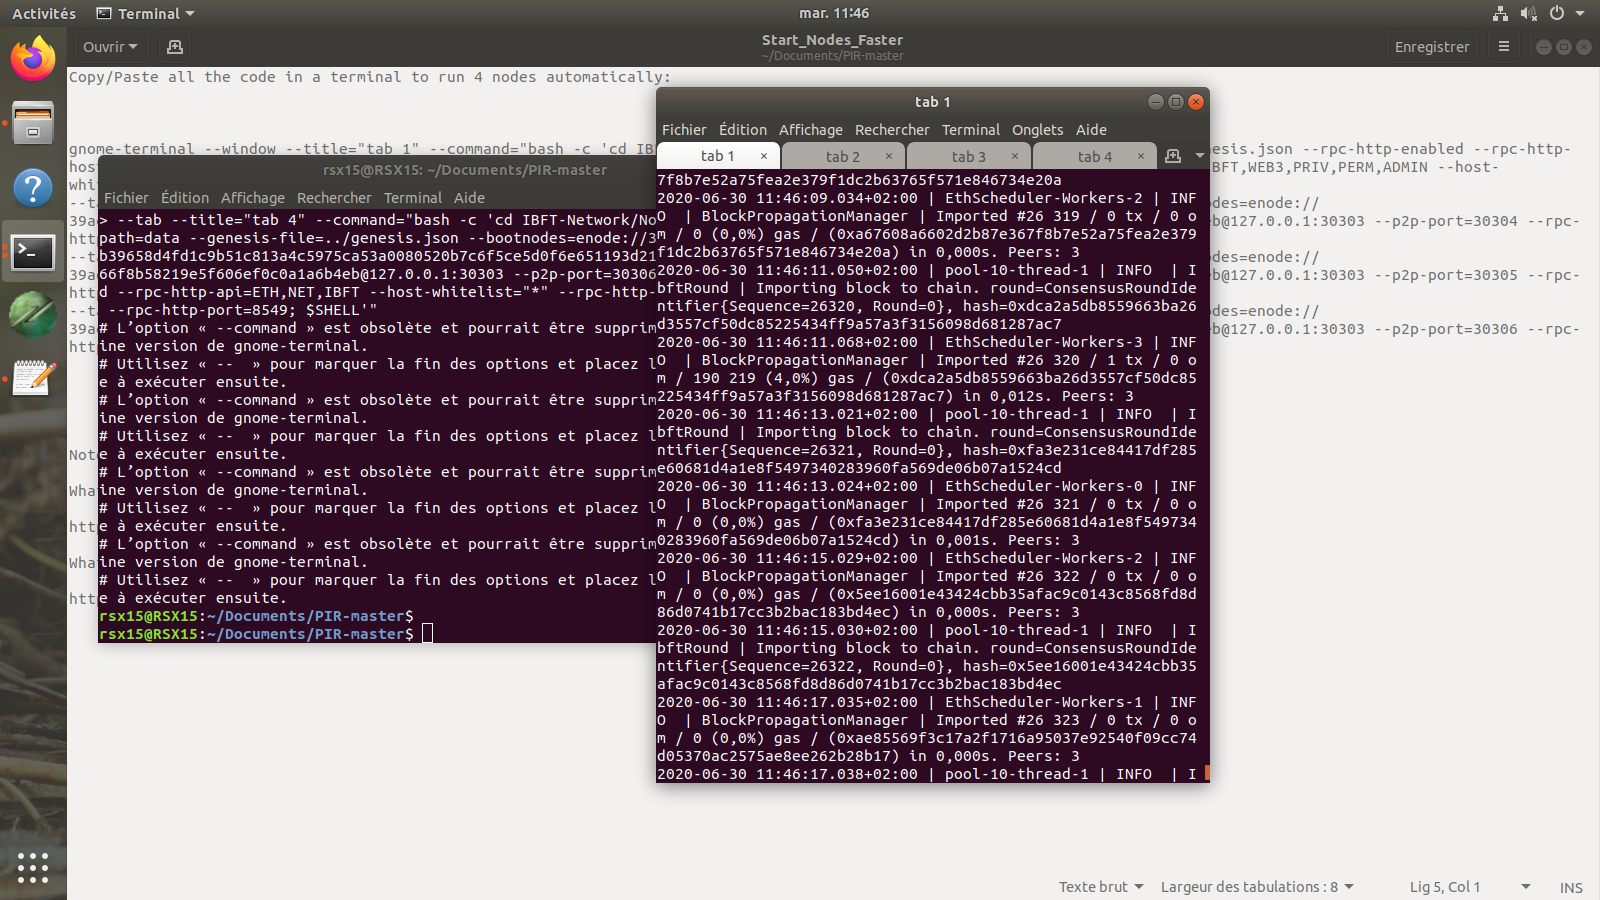 Activités
Terminal
mar. 11:46
Ouvrir
Start_Nodes_Faster
~/Documents/PIR-master
Enregistrer
Copy/Paste all the code in a terminal to run 4 nodes automatically:
gnome-terminal --window --title="tab 1" --command="bash -c 'cd IB
nesis.json --rpc-http-enabled --rpc-http-
host
BFT,WEB3,PRIV,PERM,ADMIN --host-
whit
--ta
des=enode://
39ad
eb@127.0.0.1:30303 --p2p-port=30304 --rpc-
htt
--ta
des=enode://
39ad
eb@127.0.0.1:30303 --p2p-port=30305 --rpc-
htt
--ta
des=enode://
39ad
eb@127.0.0.1:30303 --p2p-port=30306 --rpc-
htt
Note
What
htt
What
htt
rsx15@RSX15: ~/Documents/PIR-master
Fichier Édition Affichage Rechercher Terminal Aide
> --tab --title="tab 4" --command="bash -c 'cd IBFT-Network/No
path=data --genesis-file=../genesis.json --bootnodes=enode://3
b39658d4fd1c9b51c813a4c5975ca53a0080520b7c6f5ce5d0f6e651193d21
66f8b58219e5f606ef0c0a1a6b4eb@127.0.0.1:30303 --p2p-port=30306
d --rpc-http-api=ETH,NET,IBFT --host-whitelist="*" --rpc-http-
 --rpc-http-port=8549; $SHELL'"
# L’option « --command » est obsolète et pourrait être supprim
ine version de gnome-terminal.
# Utilisez « --  » pour marquer la fin des options et placez l
e à exécuter ensuite.
# L’option « --command » est obsolète et pourrait être supprim
ine version de gnome-terminal.
# Utilisez « --  » pour marquer la fin des options et placez l
e à exécuter ensuite.
# L’option « --command » est obsolète et pourrait être supprim
ine version de gnome-terminal.
# Utilisez « --  » pour marquer la fin des options et placez l
e à exécuter ensuite.
# L’option « --command » est obsolète et pourrait être supprim
ine version de gnome-terminal.
# Utilisez « --  » pour marquer la fin des options et placez l
e à exécuter ensuite.
rsx15@RSX15:~/Documents/PIR-master$
rsx15@RSX15:~/Documents/PIR-master$
tab 1
Fichier Édition Affichage Rechercher Terminal Onglets Aide
tab 1 × tab 2 × tab 3 × tab 4 ×
7f8b7e52a75fea2e379f1dc2b63765f571e846734e20a
2020-06-30 11:46:09.034+02:00 | EthScheduler-Workers-2 | INF
O  | BlockPropagationManager | Imported #26 319 / 0 tx / 0 o
m / 0 (0,0%) gas / (0xa67608a6602d2b87e367f8b7e52a75fea2e379
f1dc2b63765f571e846734e20a) in 0,000s. Peers: 3
2020-06-30 11:46:11.050+02:00 | pool-10-thread-1 | INFO  | I
bftRound | Importing block to chain. round=ConsensusRoundIde
ntifier{Sequence=26320, Round=0}, hash=0xdca2a5db8559663ba26
d3557cf50dc85225434ff9a57a3f3156098d681287ac7
2020-06-30 11:46:11.068+02:00 | EthScheduler-Workers-3 | INF
O  | BlockPropagationManager | Imported #26 320 / 1 tx / 0 o
m / 190 219 (4,0%) gas / (0xdca2a5db8559663ba26d3557cf50dc85
225434ff9a57a3f3156098d681287ac7) in 0,012s. Peers: 3
2020-06-30 11:46:13.021+02:00 | pool-10-thread-1 | INFO  | I
bftRound | Importing block to chain. round=ConsensusRoundIde
ntifier{Sequence=26321, Round=0}, hash=0xfa3e231ce84417df285
e60681d4a1e8f5497340283960fa569de06b07a1524cd
2020-06-30 11:46:13.024+02:00 | EthScheduler-Workers-0 | INF
O  | BlockPropagationManager | Imported #26 321 / 0 tx / 0 o
m / 0 (0,0%) gas / (0xfa3e231ce84417df285e60681d4a1e8f549734
0283960fa569de06b07a1524cd) in 0,001s. Peers: 3
2020-06-30 11:46:15.029+02:00 | EthScheduler-Workers-2 | INF
O  | BlockPropagationManager | Imported #26 322 / 0 tx / 0 o
m / 0 (0,0%) gas / (0x5ee16001e43424cbb35afac9c0143c8568fd8d
86d0741b17cc3b2bac183bd4ec) in 0,000s. Peers: 3
2020-06-30 11:46:15.030+02:00 | pool-10-thread-1 | INFO  | I
bftRound | Importing block to chain. round=ConsensusRoundIde
ntifier{Sequence=26322, Round=0}, hash=0x5ee16001e43424cbb35
afac9c0143c8568fd8d86d0741b17cc3b2bac183bd4ec
2020-06-30 11:46:17.035+02:00 | EthScheduler-Workers-1 | INF
O  | BlockPropagationManager | Imported #26 323 / 0 tx / 0 o
m / 0 (0,0%) gas / (0xae85569f3c17a2f1716a95037e92540f09cc74
d05370ac2575ae8ee262b28b17) in 0,000s. Peers: 3
2020-06-30 11:46:17.038+02:00 | pool-10-thread-1 | INFO  | I
Texte brut Largeur des tabulations : 8 Lig 5, Col 1 INS